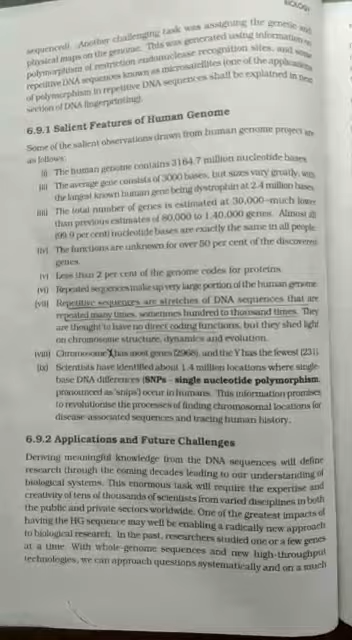 BIOLOGY
sequenced). Another challenging task was assigning the genetic and
physical maps on the genome. This was generated using information on
polymorphism of restriction endonuclease recognition sites, and some
repetitive DNA sequences known as microsatellites (one of the applications
of polymorphism in repetitive DNA sequences shall be explained in next
section of DNA fingerprinting).
6.9.1 Salient Features of Human Genome
Some of the salient observations drawn from human genome project are
as follows:
(i) The human genome contains 3164.7 million nucleotide bases.
(ii) The average gene consists of 3000 bases, but sizes vary greatly, with
the largest known human gene being dystrophin at 2.4 million bases.
(iii) The total number of genes is estimated at 30,000–much lower
than previous estimates of 80,000 to 1,40,000 genes. Almost all
(99.9 per cent) nucleotide bases are exactly the same in all people.
(iv) The functions are unknown for over 50 per cent of the discovered
genes.
(v) Less than 2 per cent of the genome codes for proteins.
(vi) Repeated sequences make up very large portion of the human genome.
(vii) Repetitive sequences are stretches of DNA sequences that are
repeated many times, sometimes hundred to thousand times. They
are thought to have no direct coding functions, but they shed light
on chromosome structure, dynamics and evolution.
(viii) Chromosome 1 has most genes (2968), and the Y has the fewest (231).
(ix) Scientists have identified about 1.4 million locations where single-
base DNA differences (SNPs – single nucleotide polymorphism,
pronounced as 'snips') occur in humans. This information promises
to revolutionise the processes of finding chromosomal locations for
disease-associated sequences and tracing human history.
6.9.2 Applications and Future Challenges
Deriving meaningful knowledge from the DNA sequences will define
research through the coming decades leading to our understanding of
biological systems. This enormous task will require the expertise and
creativity of tens of thousands of scientists from varied disciplines in both
the public and private sectors worldwide. One of the greatest impacts of
having the HG sequence may well be enabling a radically new approach
to biological research. In the past, researchers studied one or a few genes
at a time. With whole-genome sequences and new high-throughput
technologies, we can approach questions systematically and on a much